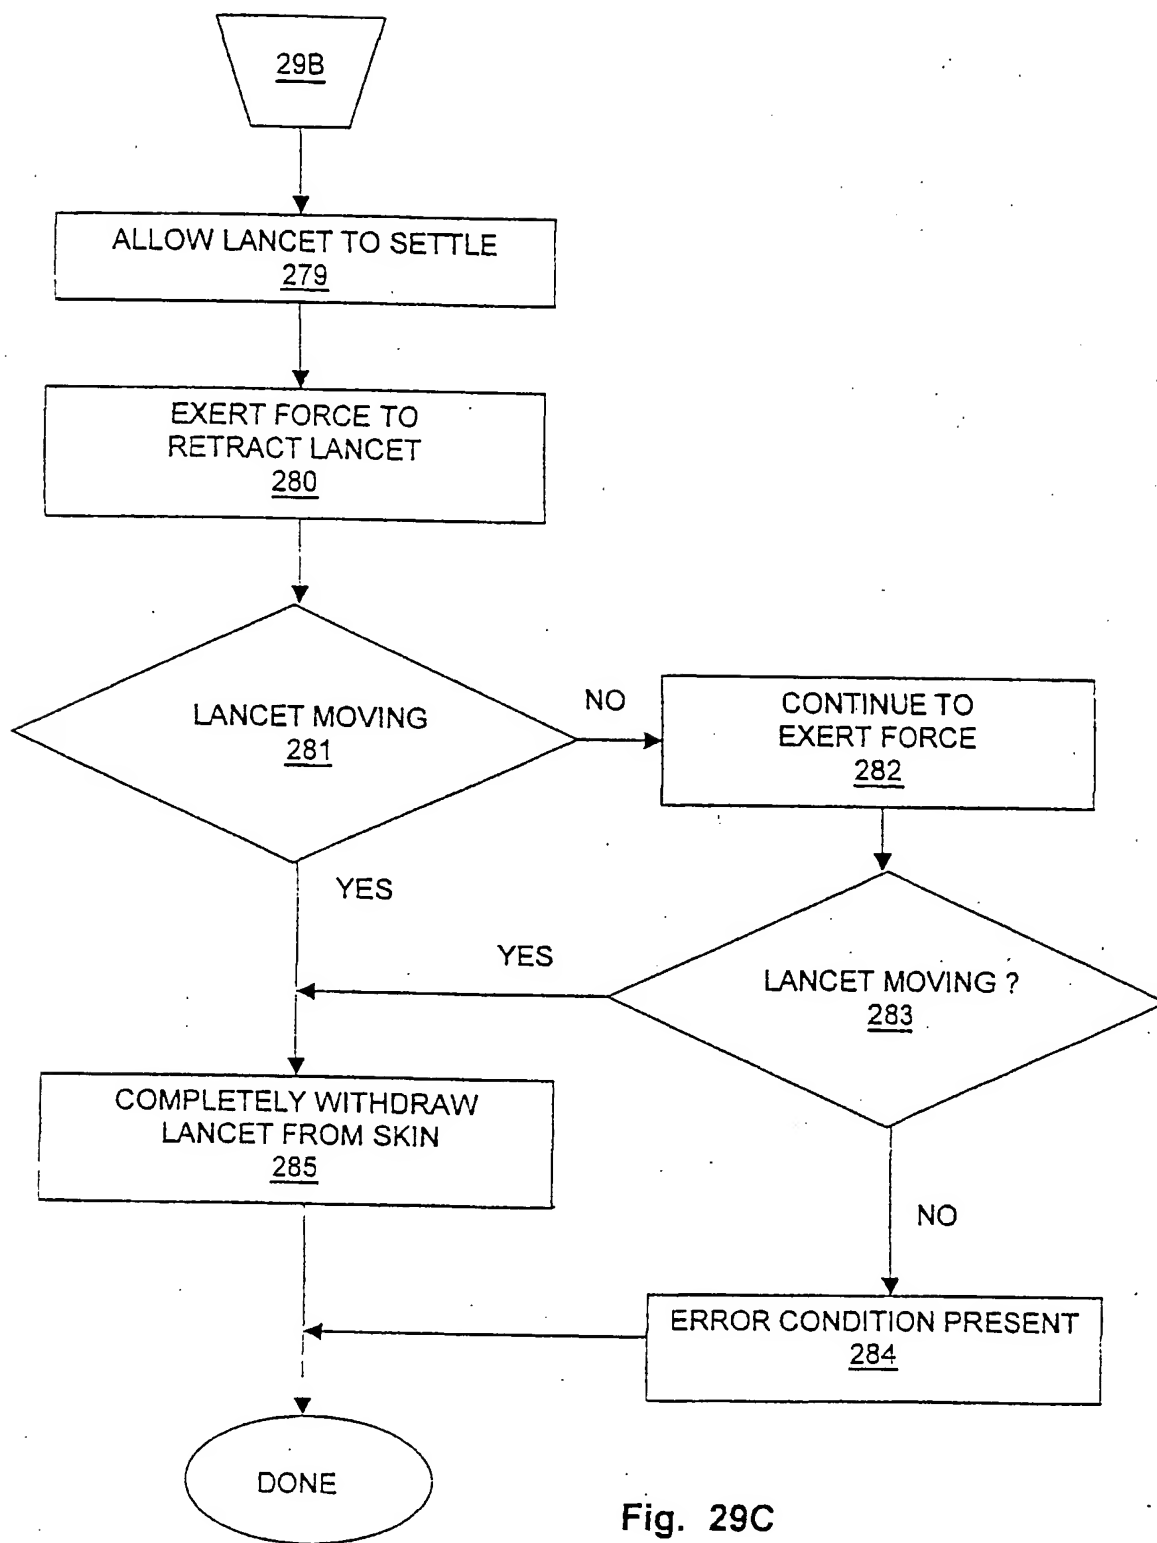 29B
ALLOW LANCET TO SETTLE
279
EXERT FORCE TO
RETRACT LANCET
280
LANCET MOVING
281
NO
CONTINUE TO
EXERT FORCE
282
YES
YES
LANCET MOVING ?
283
COMPLETELY WITHDRAW
LANCET FROM SKIN
285
NO
ERROR CONDITION PRESENT
284
DONE
Fig. 29C